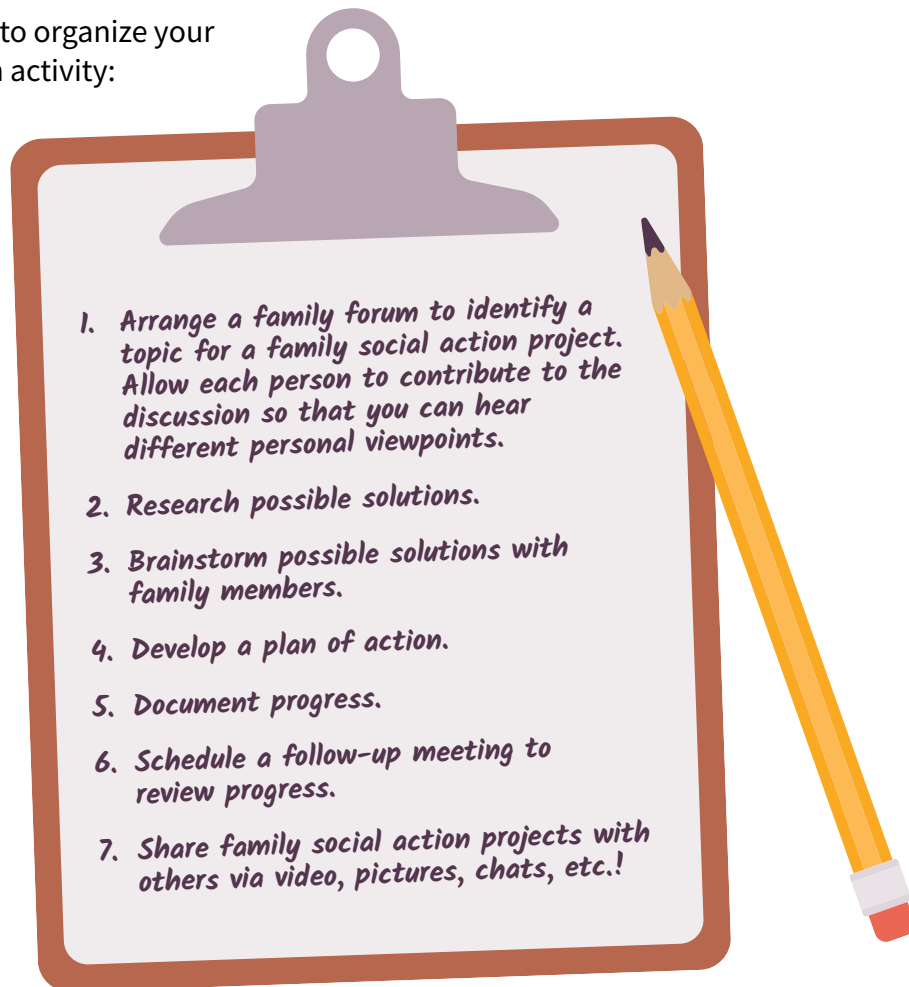 to organize your
activity:
1. Arrange a family forum to identify a
topic for a family social action project.
Allow each person to contribute to the
discussion so that you can hear
different personal viewpoints.
2. Research possible solutions.
3. Brainstorm possible solutions with
family members.
4. Develop a plan of action.
5. Document progress.
6. Schedule a follow-up meeting to
review progress.
7. Share family social action projects with
others via video, pictures, chats, etc.!